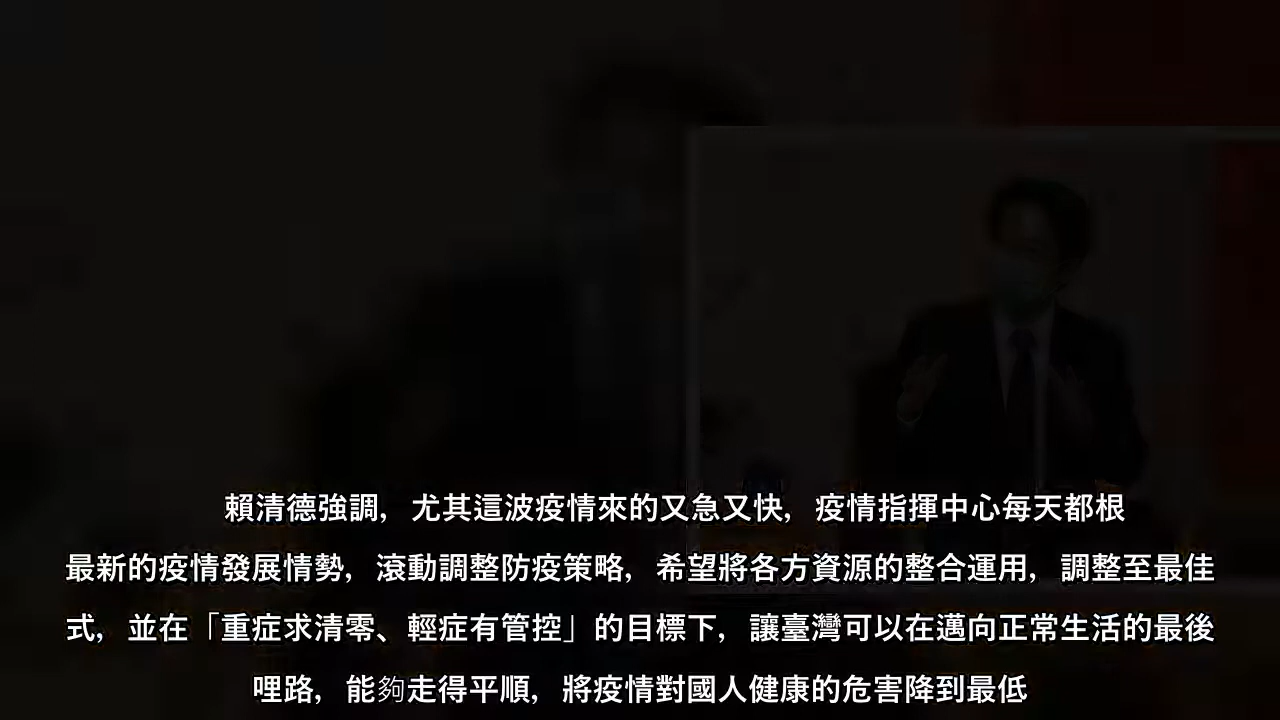 賴清德強調，尤其這波疫情來的又急又快，疫情指揮中心每天都根
最新的疫情發展情勢，滾動調整防疫策略，希望將各方資源的整合運用，調整至最佳
式，並在「重症求清零、輕症有管控」的目標下，讓臺灣可以在邁向正常生活的最後
哩路，能夠走得平順，將疫情對國人健康的危害降到最低